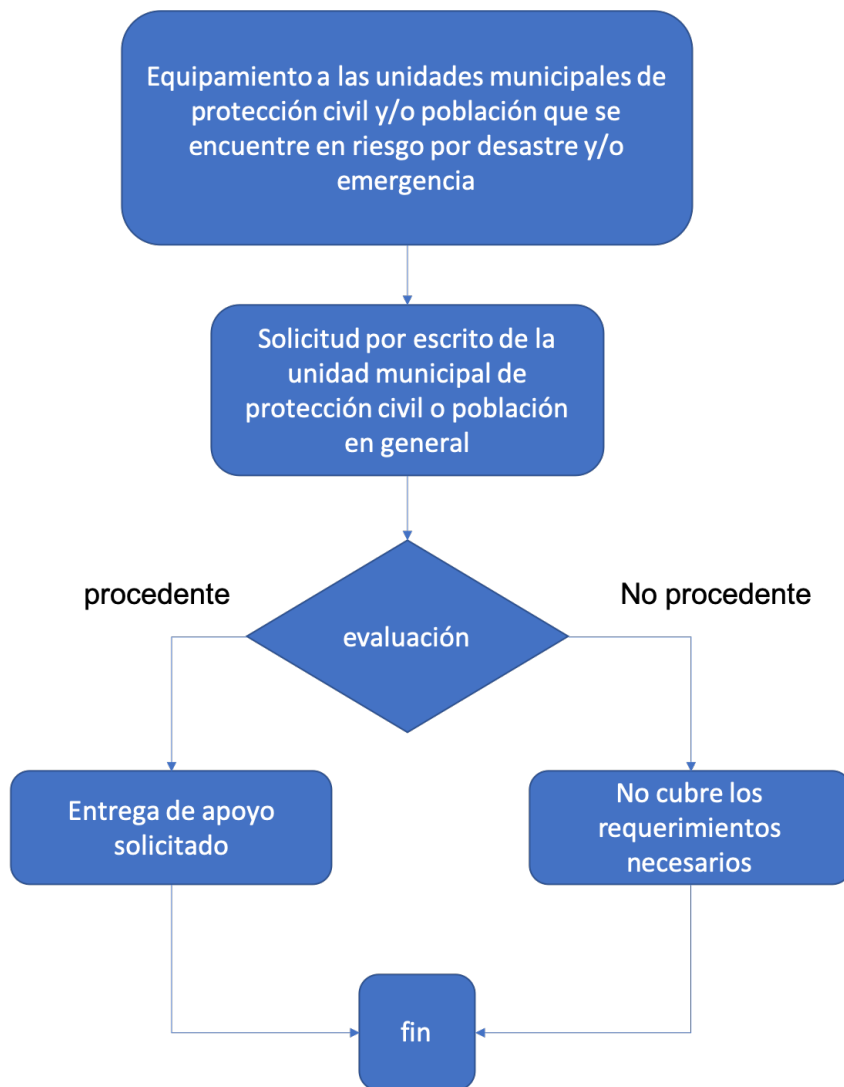 Equipamiento a las unidades municipales de
protección civil y/o población que se
encuentre en riesgo por desastre y/o
emergencia
Solicitud por escrito de la
unidad municipal de
protección civil o población
en general
procedente
No procedente
evaluación
Entrega de apoyo
solicitado
No cubre los
requerimientos
necesarios
fin